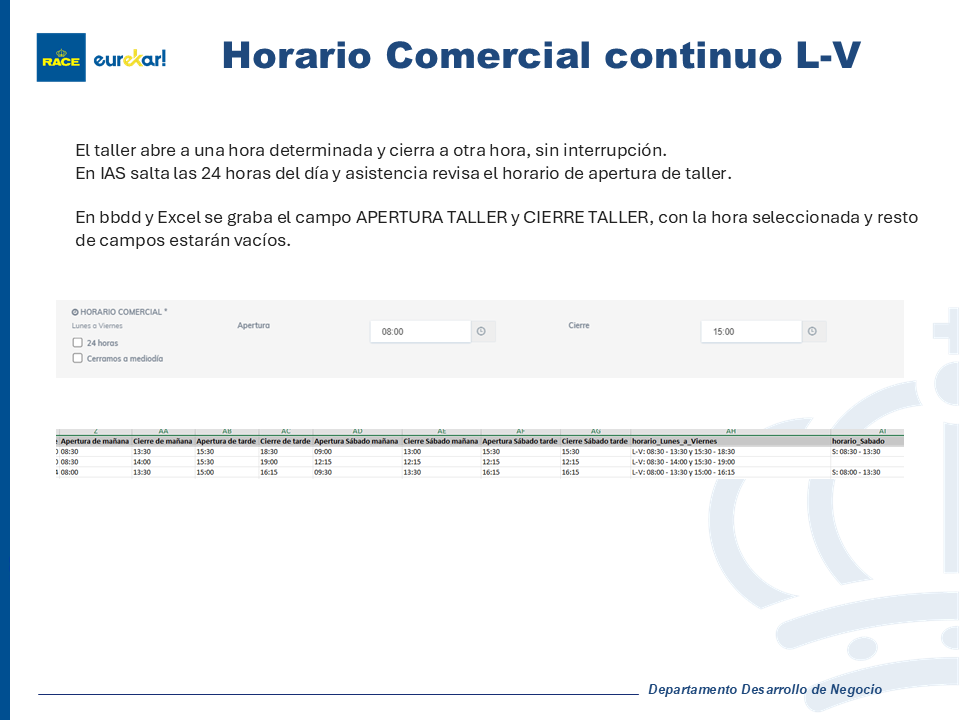 RACE eurekar!
Horario Comercial continuo L-V
El taller abre a una hora determinada y cierra a otra hora, sin interrupción.
En IAS salta las 24 horas del día y asistencia revisa el horario de apertura de taller.
En bbdd y Excel se graba el campo APERTURA TALLER y CIERRE TALLER, con la hora seleccionada y resto
de campos estarán vacíos.
HORARIO COMERCIAL *
Lunes a Viernes Apertura 08:00 Cierre 15:00
24 horas
Cerramos a mediodía
Z AA AB AC AD AE AF AG AH AI
Apertura de mañana Cierre de mañana Apertura de tarde Cierre de tarde Apertura Sábado mañana Cierre Sábado mañana Apertura Sábado tarde Cierre Sábado tarde horario_Lunes_a_Viernes horario_Sabado
08:30 13:30 15:30 18:30 09:00 13:00 15:30 15:30 L-V: 08:30 - 13:30 y 15:30 - 18:30 S: 08:30 - 13:30
08:30 14:00 15:30 19:00 12:15 12:15 12:15 12:15 L-V: 08:30 - 14:00 y 15:30 - 19:00
08:00 13:30 15:00 16:15 09:30 13:30 16:15 16:15 L-V: 08:00 - 13:30 y 15:00 - 16:15 S: 08:00 - 13:30
Departamento Desarrollo de Negocio